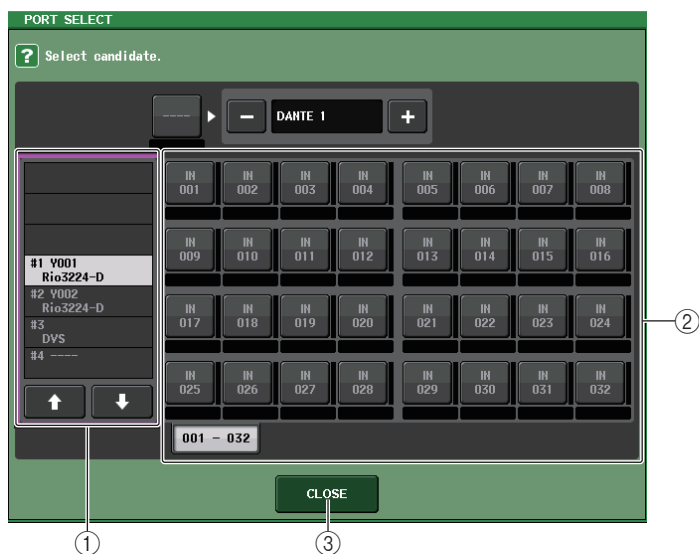 PORT SELECT
? Select candidate.
---- − DANTE 1 +
#1 Y001
Rio3224-D
#2 Y002
Rio3224-D
#3
DVS
#4 ----
IN 001 IN 002 IN 003 IN 004 IN 005 IN 006 IN 007 IN 008
IN 009 IN 010 IN 011 IN 012 IN 013 IN 014 IN 015 IN 016
IN 017 IN 018 IN 019 IN 020 IN 021 IN 022 IN 023 IN 024
IN 025 IN 026 IN 027 IN 028 IN 029 IN 030 IN 031 IN 032
001 - 032
CLOSE
①
②
③